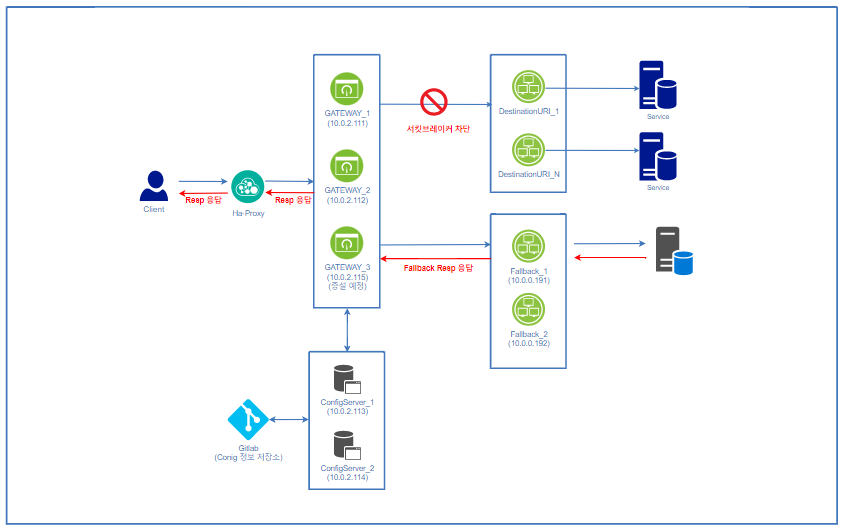 GATEWAY_1
(10.0.2.111)
서킷브레이커 차단
DestinationURI_1
Service
GATEWAY_2
(10.0.2.112)
DestinationURI_N
Service
Client
Resp 응답
Ha-Proxy
Resp 응답
GATEWAY_3
(10.0.2.115)
(증설 예정)
Fallback Resp 응답
Fallback_1
(10.0.0.191)
Fallback_2
(10.0.0.192)
ConfigServer_1
(10.0.2.113)
Gitlab
(Conig 정보 저장소)
ConfigServer_2
(10.0.2.114)